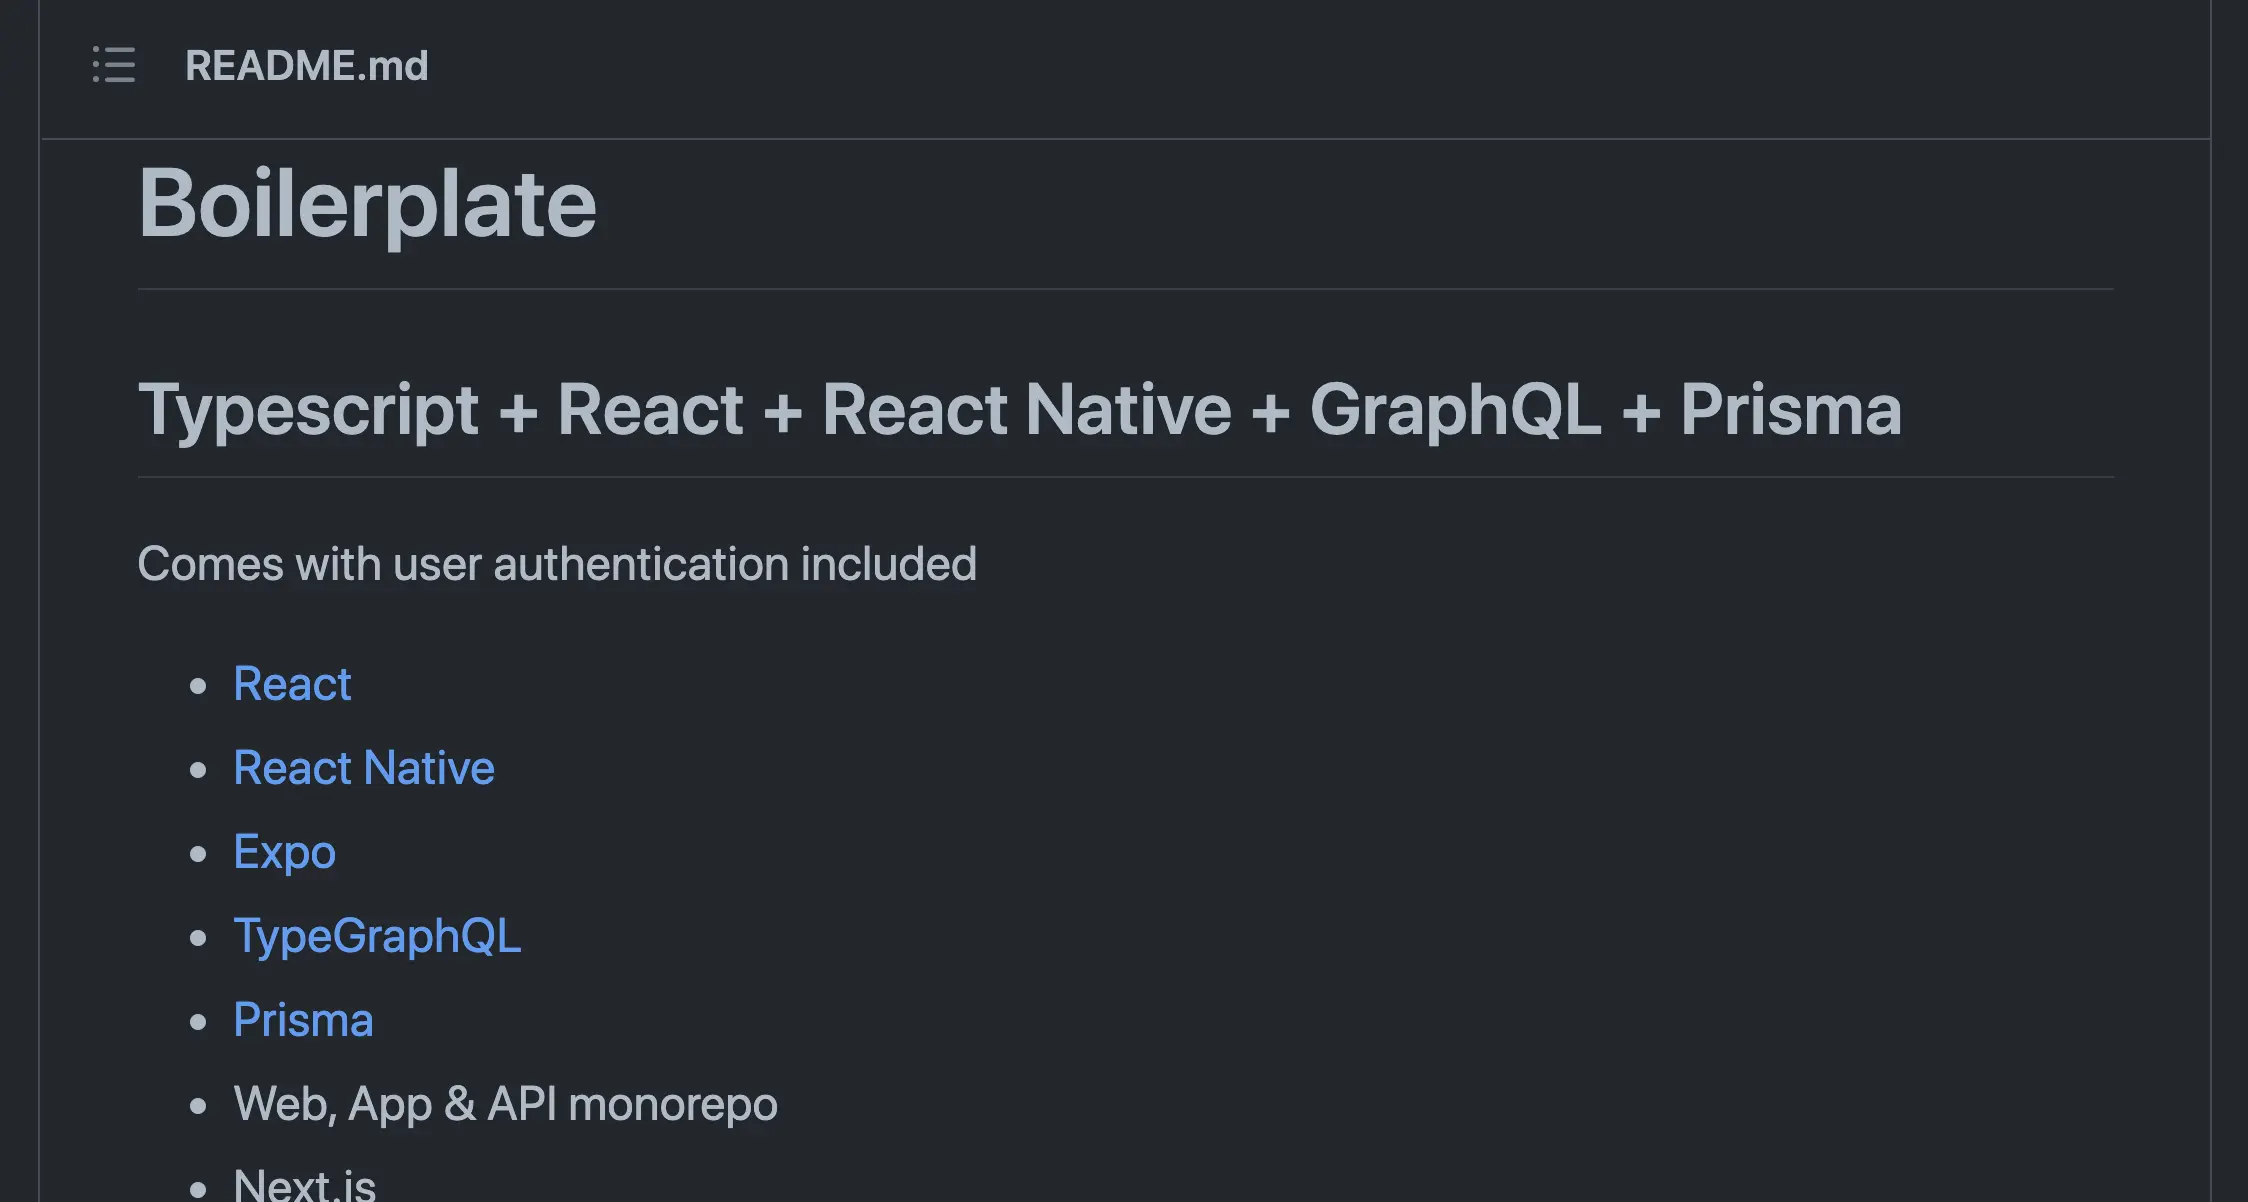 README.md
Boilerplate
Typescript + React + React Native + GraphQL + Prisma
Comes with user authentication included
React
React Native
Expo
TypeGraphQL
Prisma
Web, App & API monorepo
Next.js